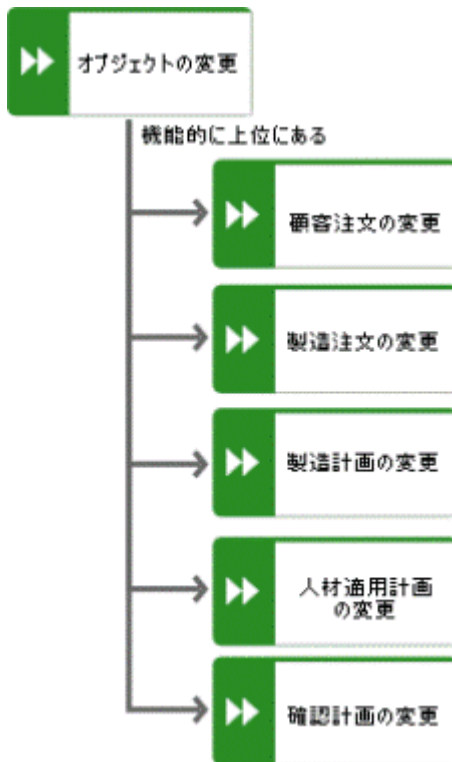 オブジェクトの変更
機能的に上位にある
顧客注文の変更
製造注文の変更
製造計画の変更
人材適用計画
の変更
確認計画の変更